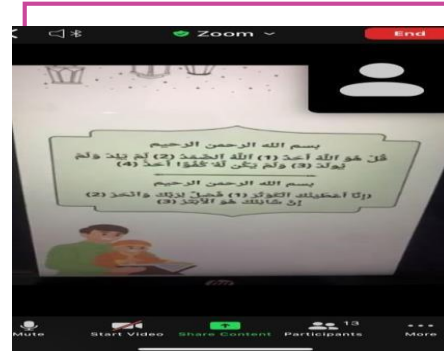 Zoom
End
بسم الله الرحمن الرحيم
قُلْ هُوَ اللَّهُ أَحَدٌ (1) اللَّهُ الصَّمَدُ (2) لَمْ يَلِدْ وَلَمْ
يُولَدْ (3) وَلَمْ يَكُن لَّهُ كُفُوًا أَحَدٌ (4)
بسم الله الرحمن الرحيم
إِنَّا أَعْطَيْنَاكَ الْكَوْثَرَ (1) فَصَلِّ لِرَبِّكَ وَانْحَرْ (2)
إِنَّ شَانِئَكَ هُوَ الْأَبْتَرُ (3)
13
Mute Start Video Share Content Participants More